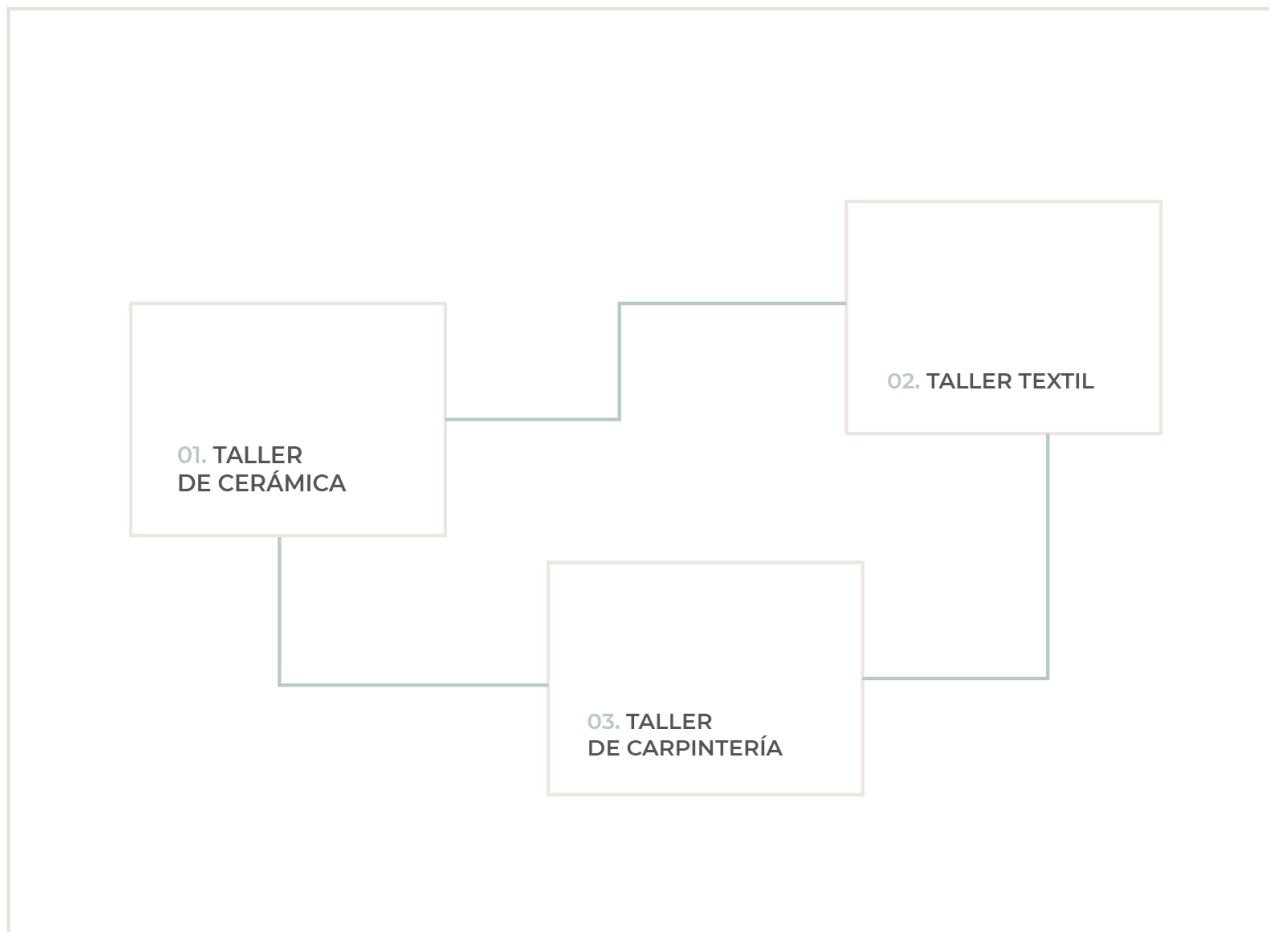 01. TALLER
DE CERÁMICA
02. TALLER TEXTIL
03. TALLER
DE CARPINTERÍA